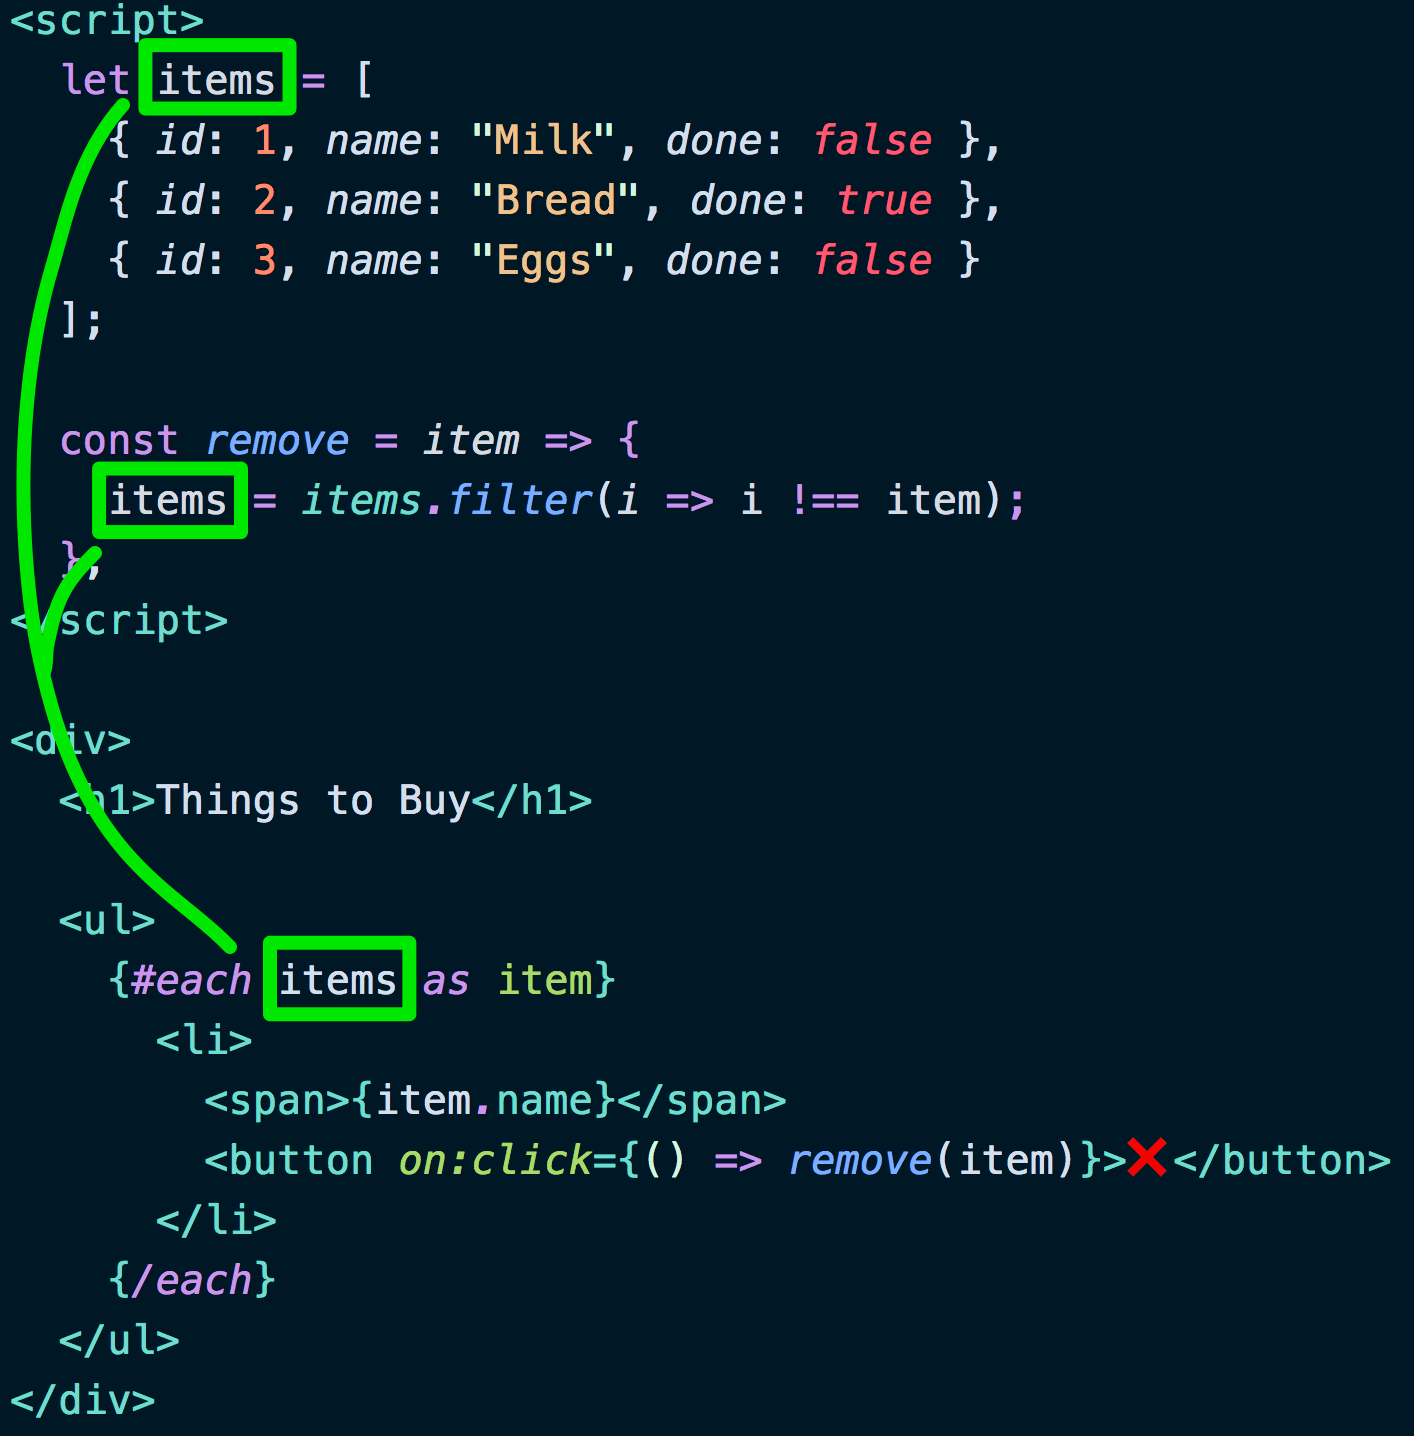 <script>
let items = [
{ id: 1, name: "Milk", done: false },
{ id: 2, name: "Bread", done: true },
{ id: 3, name: "Eggs", done: false }
];
const remove = item => {
items = items.filter(i => i !== item);
};
</script>
<div>
<h1>Things to Buy</h1>
<ul>
{#each items as item}
<li>
<span>{item.name}</span>
<button on:click={() => remove(item)}>❌</button>
</li>
{/each}
</ul>
</div>